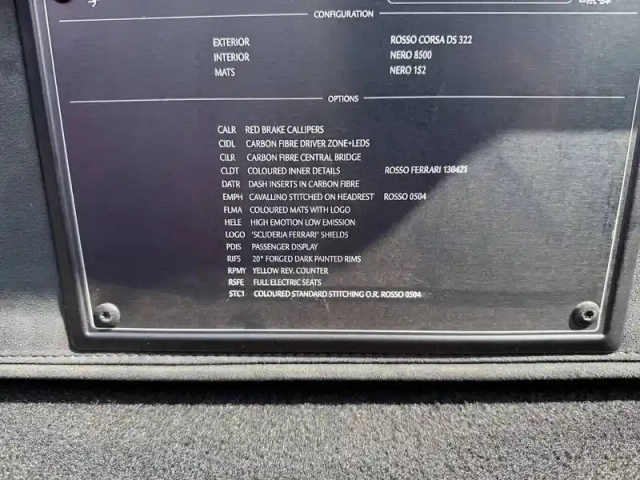 CONFIGURATION
EXTERIOR ROSSO CORSA DS 322
INTERIOR NERO 8500
MATS NERO 152
OPTIONS
CALR RED BRAKE CALLIPERS
CIDL CARBON FIBRE DRIVER ZONE+LEDS
CILR CARBON FIBRE CENTRAL BRIDGE
CLDT COLOURED INNER DETAILS ROSSO FERRARI 130421
DATR DASH INSERTS IN CARBON FIBRE
EMPH CAVALLINO STITCHED ON HEADREST ROSSO 0504
FLMA COLOURED MATS WITH LOGO
HELE HIGH EMOTION LOW EMISSION
LOGO 'SCUDERIA FERRARI' SHIELDS
PDIS PASSENGER DISPLAY
RIF5 20" FORGED DARK PAINTED RIMS
RPMY YELLOW REV. COUNTER
RSFE FULL ELECTRIC SEATS
STC1 COLOURED STANDARD STITCHING O.R. ROSSO 0504